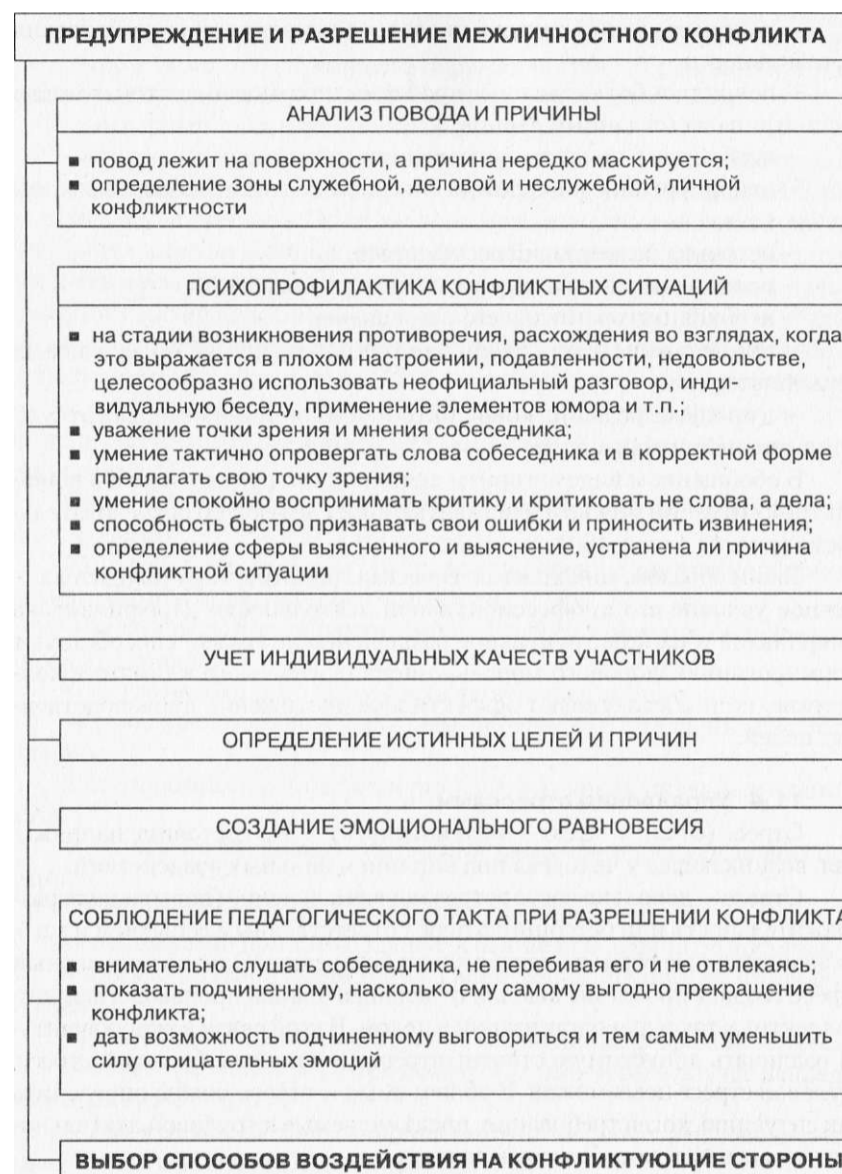 ПРЕДУПРЕЖДЕНИЕ И РАЗРЕШЕНИЕ МЕЖЛИЧНОСТНОГО КОНФЛИКТА
АНАЛИЗ ПОВОДА И ПРИЧИНЫ
■ повод лежит на поверхности, а причина нередко маскируется;
■ определение зоны служебной, деловой и неслужебной, личной
конфликтности
ПСИХОПРОФИЛАКТИКА КОНФЛИКТНЫХ СИТУАЦИЙ
■ на стадии возникновения противоречия, расхождения во взглядах, когда
это выражается в плохом настроении, подавленности, недовольстве,
целесообразно использовать неофициальный разговор, инди-
видуальную беседу, применение элементов юмора и т.п.;
■ уважение точки зрения и мнения собеседника;
■ умение тактично опровергать слова собеседника и в корректной форме
предлагать свою точку зрения;
■ умение спокойно воспринимать критику и критиковать не слова, а дела;
■ способность быстро признавать свои ошибки и приносить извинения;
■ определение сферы выясненного и выяснение, устранена ли причина
конфликтной ситуации
УЧЕТ ИНДИВИДУАЛЬНЫХ КАЧЕСТВ УЧАСТНИКОВ
ОПРЕДЕЛЕНИЕ ИСТИННЫХ ЦЕЛЕЙ И ПРИЧИН
СОЗДАНИЕ ЭМОЦИОНАЛЬНОГО РАВНОВЕСИЯ
СОБЛЮДЕНИЕ ПЕДАГОГИЧЕСКОГО ТАКТА ПРИ РАЗРЕШЕНИИ КОНФЛИКТА
■ внимательно слушать собеседника, не перебивая его и не отвлекаясь;
■ показать подчиненному, насколько ему самому выгодно прекращение
конфликта;
■ дать возможность подчиненному выговориться и тем самым уменьшить
силу отрицательных эмоций
ВЫБОР СПОСОБОВ ВОЗДЕЙСТВИЯ НА КОНФЛИКТУЮЩИЕ СТОРОНЫ